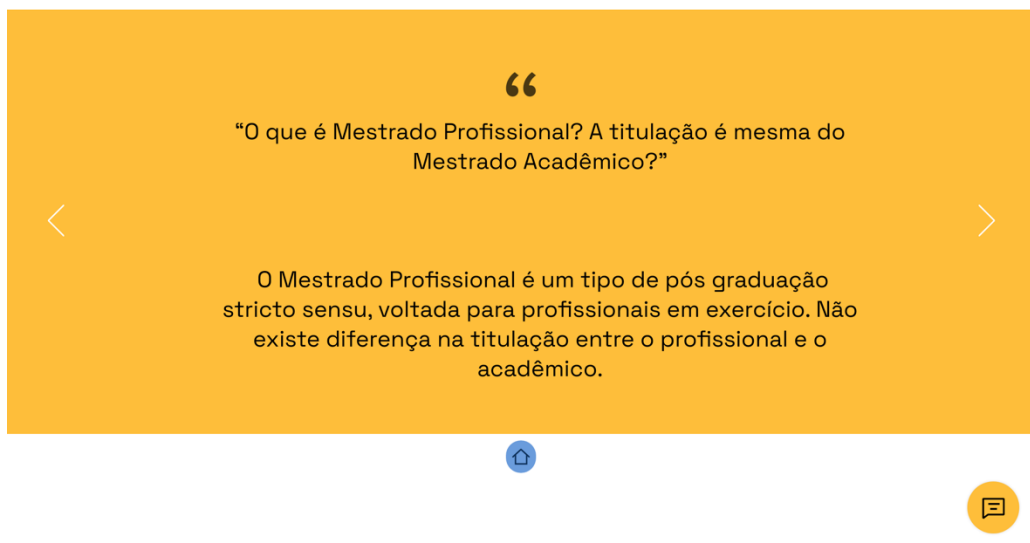 “
“O que é Mestrado Profissional? A titulação é mesma do
Mestrado Acadêmico?”
O Mestrado Profissional é um tipo de pós graduação
stricto sensu, voltada para profissionais em exercício. Não
existe diferença na titulação entre o profissional e o
acadêmico.